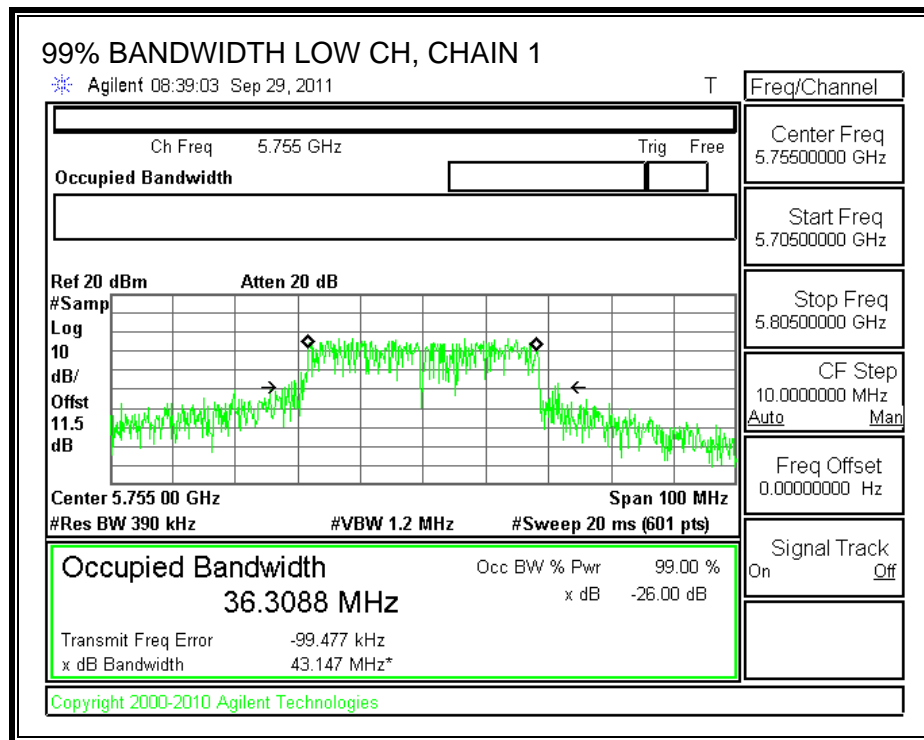 99% BANDWIDTH LOW CH, CHAIN 1
Agilent 08:39:03 Sep 29, 2011 T
Freq/Channel
Ch Freq 5.755 GHz Trig Free
Occupied Bandwidth
Center Freq
5.75500000 GHz
Start Freq
5.70500000 GHz
Stop Freq
5.80500000 GHz
CF Step
10.0000000 MHz
Auto Man
Freq Offset
0.00000000 Hz
Signal Track
On Off
Ref 20 dBm Atten 20 dB
#Samp
Log
10
dB/
Offst
11.5
dB
Center 5.755 00 GHz Span 100 MHz
#Res BW 390 kHz #VBW 1.2 MHz #Sweep 20 ms (601 pts)
Occupied Bandwidth
36.3088 MHz
Occ BW % Pwr 99.00 %
x dB -26.00 dB
Transmit Freq Error -99.477 kHz
x dB Bandwidth 43.147 MHz*
Copyright 2000-2010 Agilent Technologies